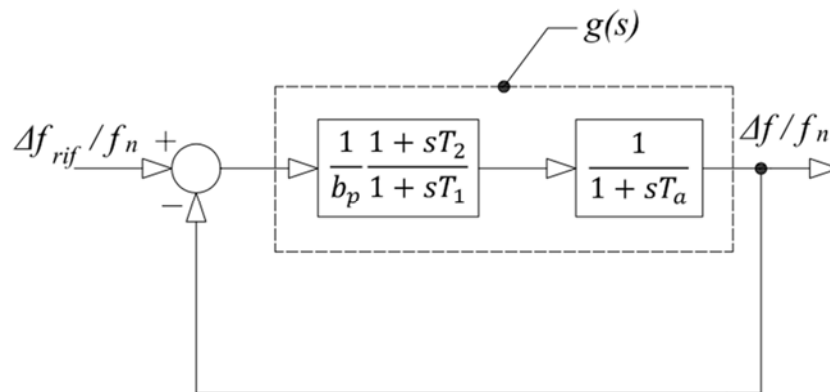 g(s)
Δf_rif/f_n + 
1/b_p (1 + sT_2)/(1 + sT_1)
1/(1 + sT_a)
Δf/f_n
−